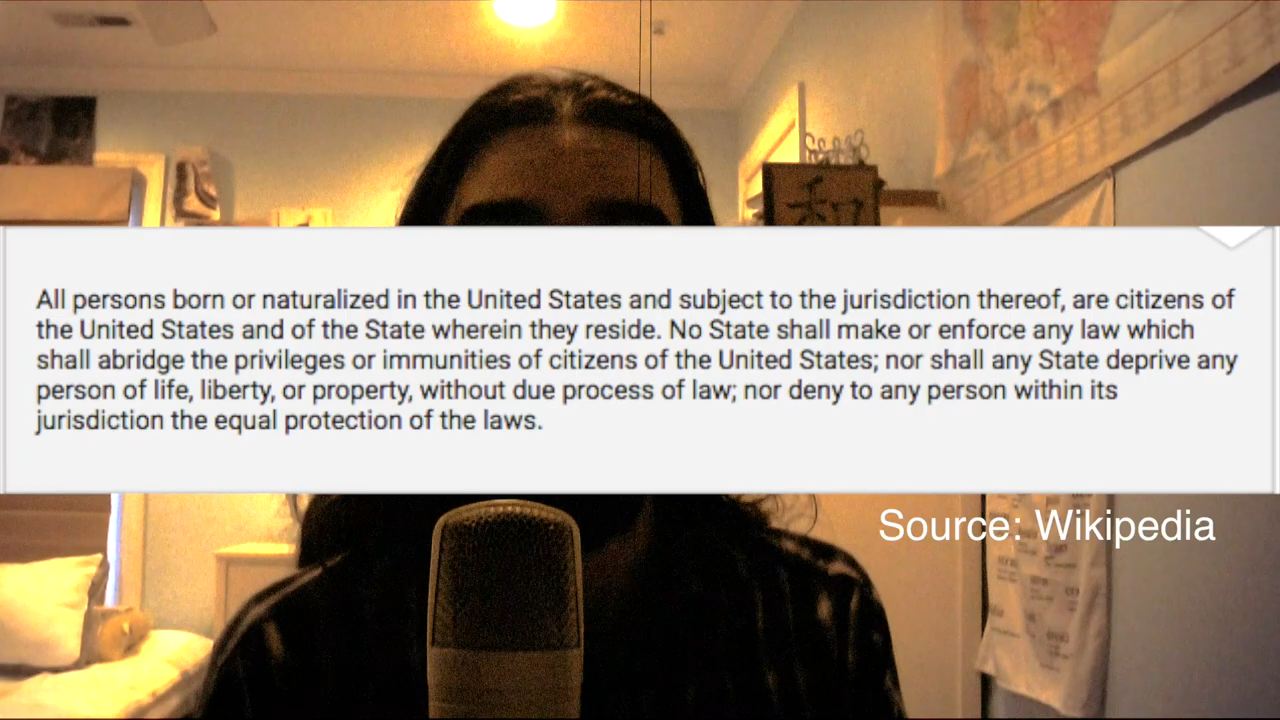 和
All persons born or naturalized in the United States and subject to the jurisdiction thereof, are citizens of
the United States and of the State wherein they reside. No State shall make or enforce any law which
shall abridge the privileges or immunities of citizens of the United States; nor shall any State deprive any
person of life, liberty, or property, without due process of law; nor deny to any person within its
jurisdiction the equal protection of the laws.
Source: Wikipedia